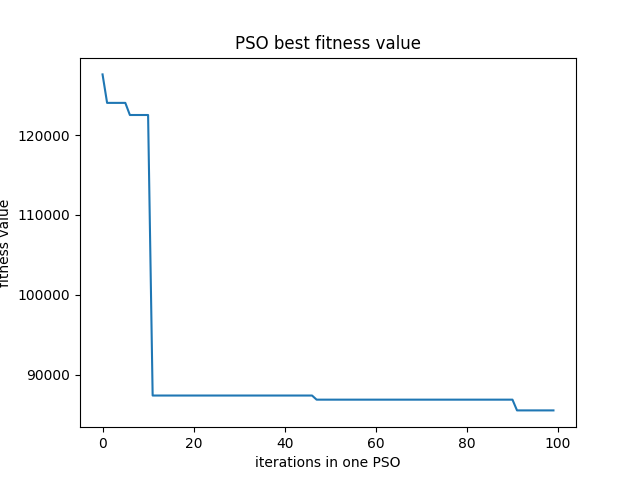 PSO best fitness value
120000
110000
100000
90000
fitness value
0 20 40 60 80 100
iterations in one PSO